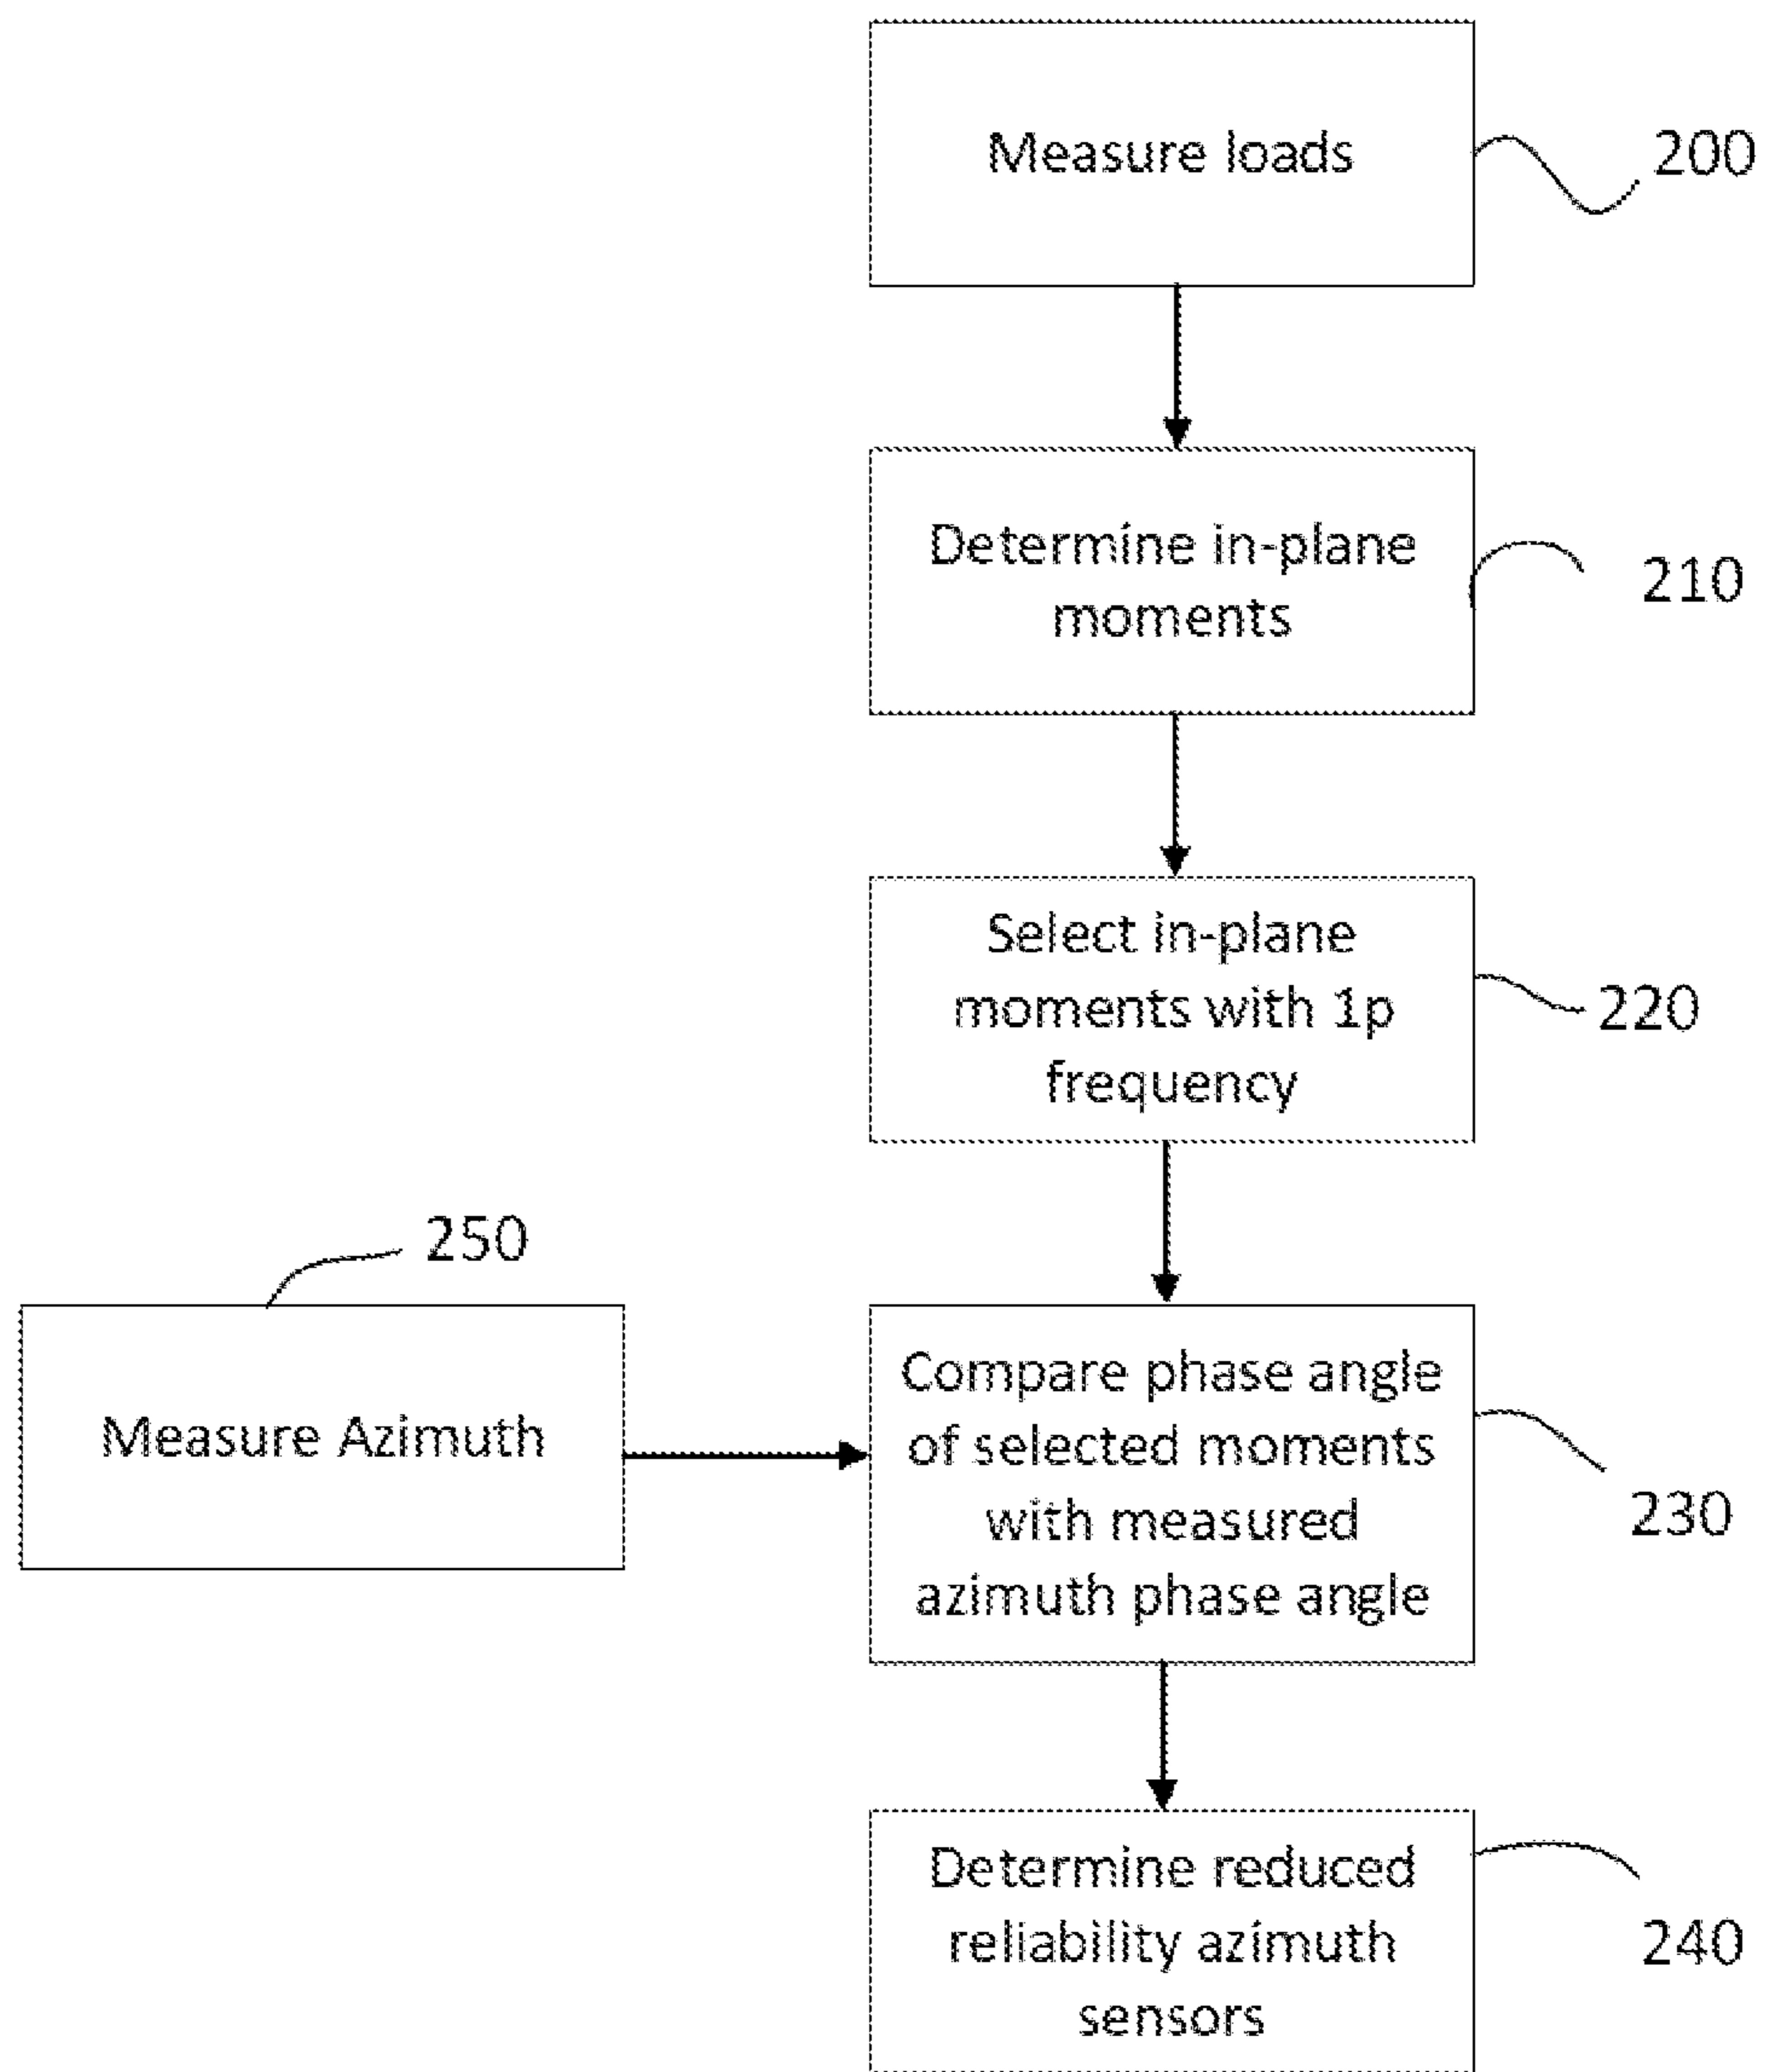 Measure loads
200
Determine in-plane
moments
210
Select in-plane
moments with 1p
frequency
220
250
Measure Azimuth
Compare phase angle
of selected moments
with measured
azimuth phase angle
230
Determine reduced
reliability azimuth
sensors
240